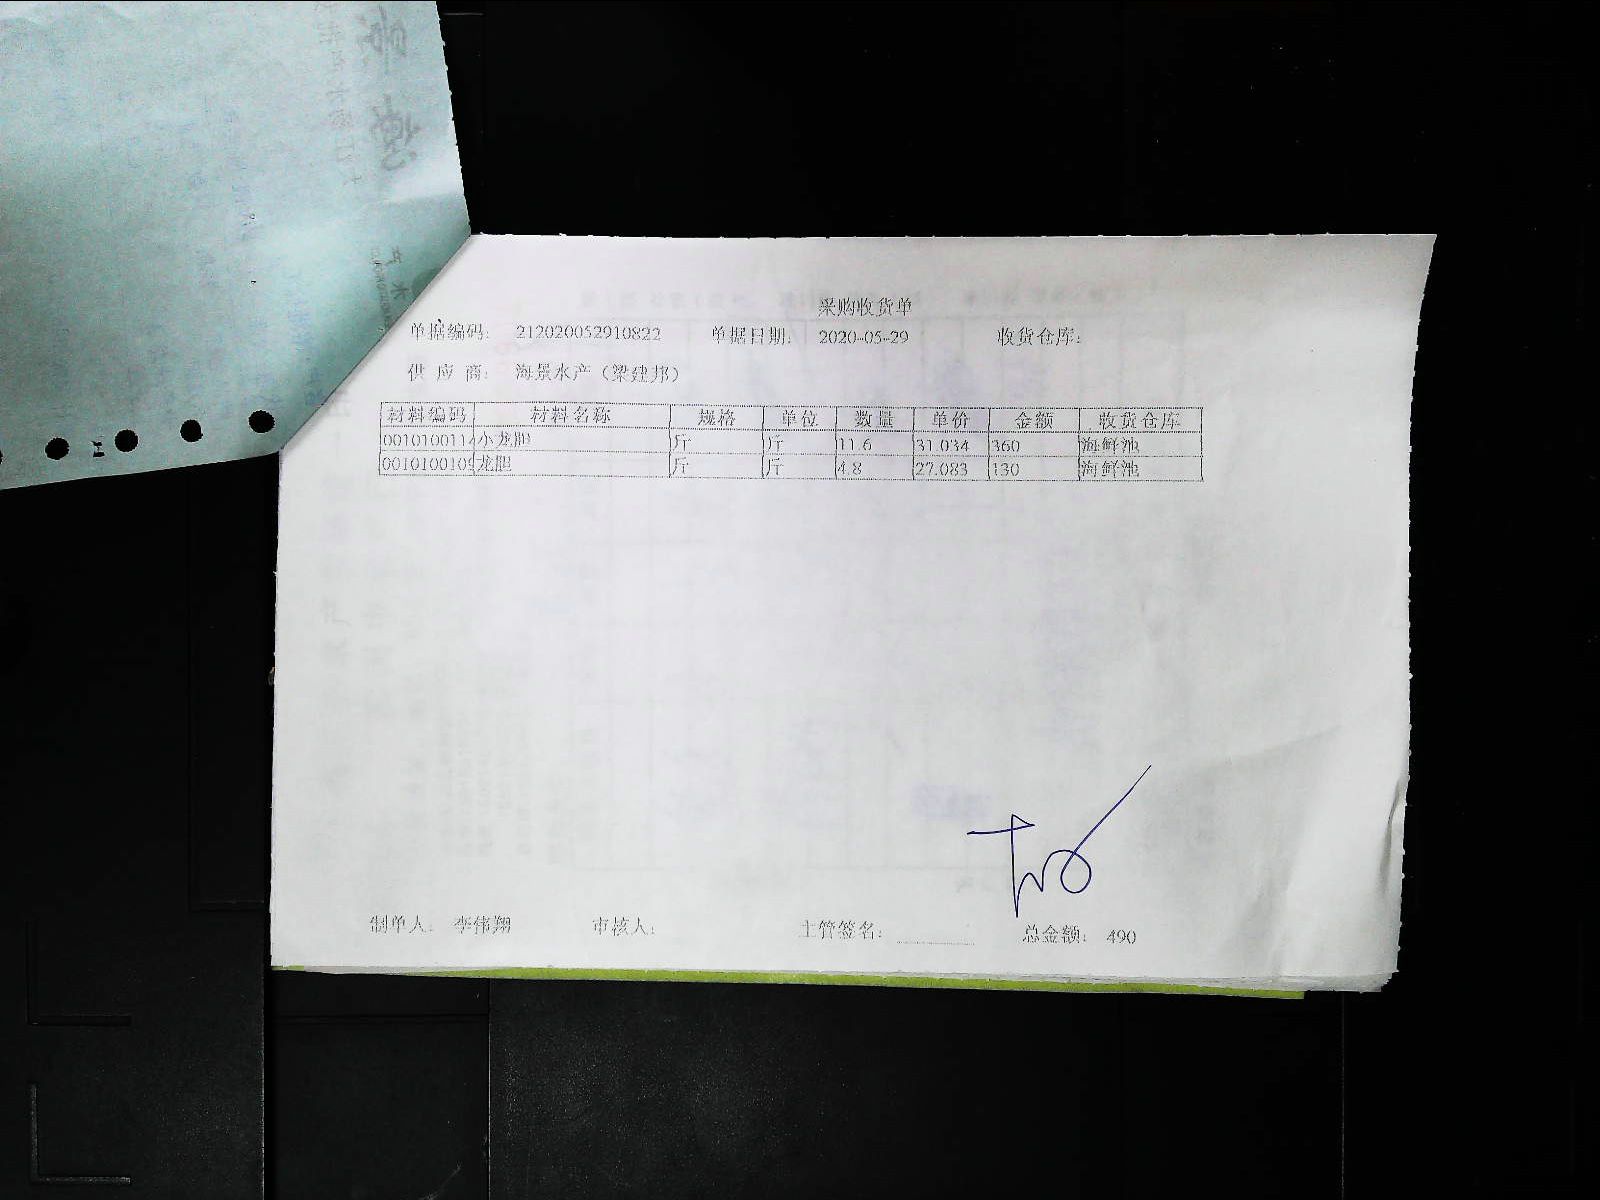 采购收货单
单据编码： 212020052910822 单据日期： 2020-05-29 收货仓库：
供 应 商： 海景水产（梁建邦）
材料编码 材料名称 规格 单位 数量 单价 金额 收货仓库
0010100114 小龙胆 斤 斤 11.6 31.034 360 海鲜池
0010100109 龙胆 斤 斤 4.8 27.083 130 海鲜池
制单人： 李伟翔 审核人： 主管签名： 总金额： 490